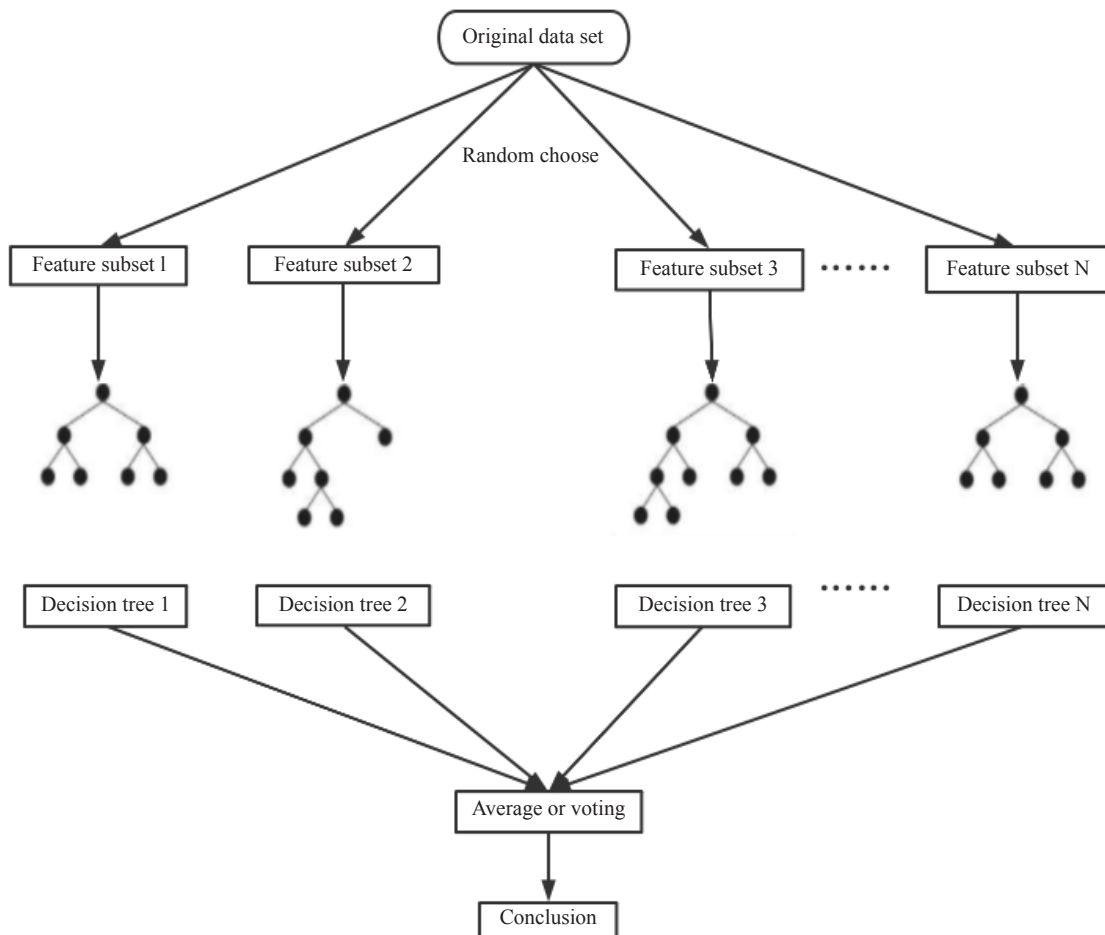 Original data set
Random choose
Feature subset l
Feature subset 2
Feature subset 3
......
Feature subset N
Decision tree 1
Decision tree 2
Decision tree 3
......
Decision tree N
Average or voting
Conclusion